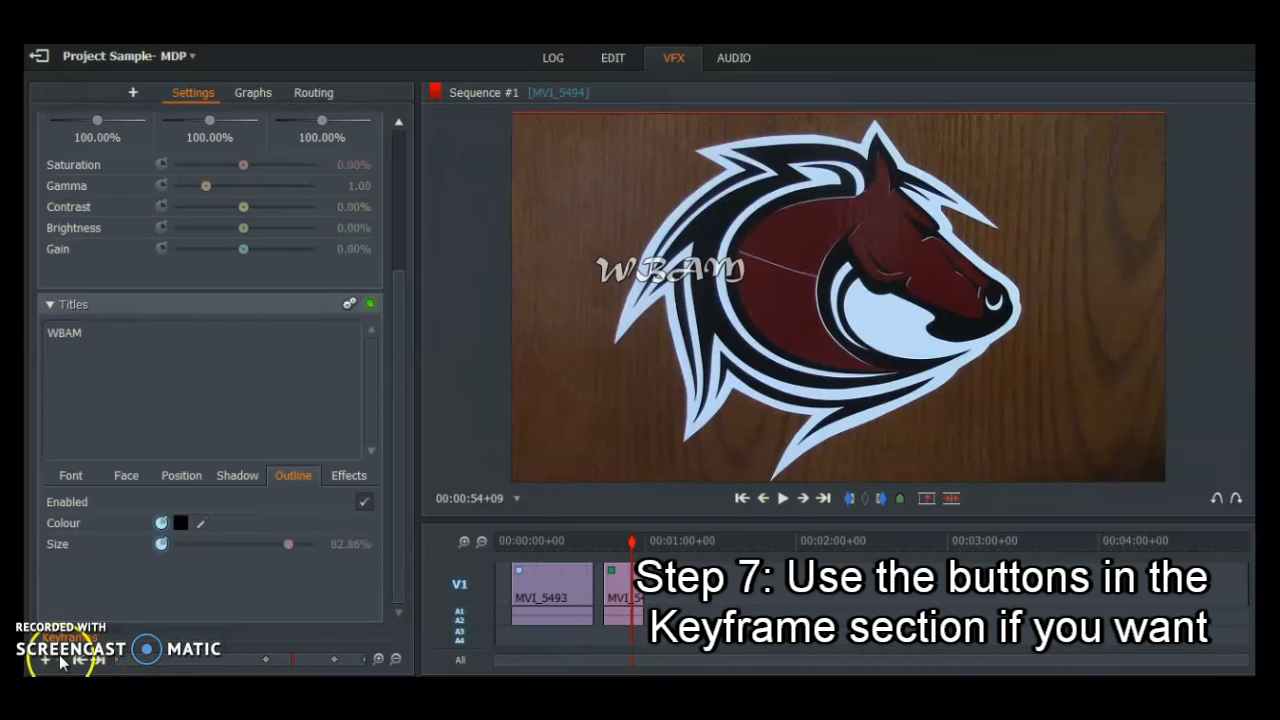 Project Sample- MDP
LOG EDIT VFX AUDIO
+ Settings Graphs Routing
Sequence #1 [MVI_5494]
100.00% 100.00% 100.00%
Saturation 0.00%
Gamma 1.00
Contrast 0.00%
Brightness 0.00%
Gain 0.00%
WBAM
Titles
WBAM
Font Face Position Shadow Outline Effects
Enabled
Colour
Size 82.86%
00:00:54+09
00:00:00+00 00:01:00+00 00:02:00+00 00:03:00+00 00:04:00+00
V1
MVI_5493
MVI_5
A1
A2
A3
A4
All
Step 7: Use the buttons in the
Keyframe section if you want
Keyframes
RECORDED WITH
SCREENCAST MATIC